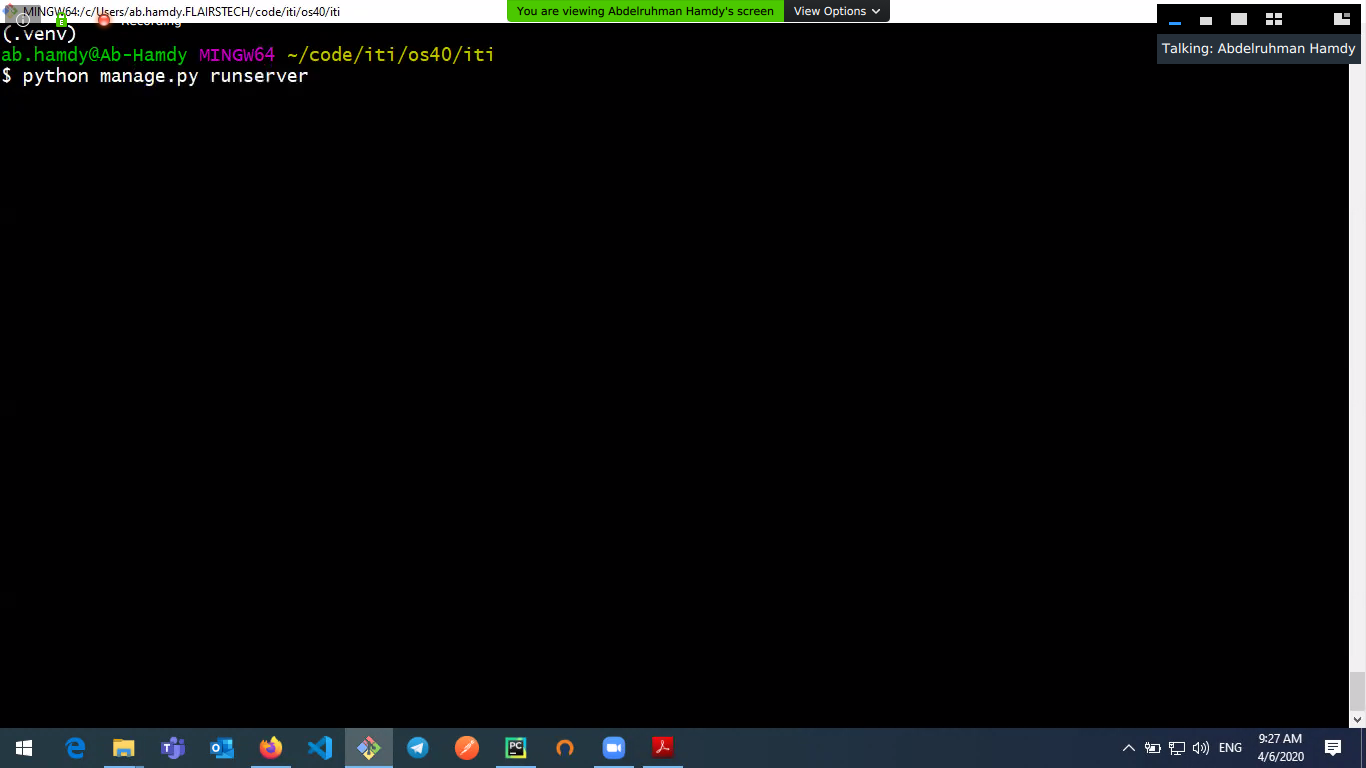 MINGW64:/c/Users/ab.hamdy.FLAIRSTECH/code/iti/os40/iti
You are viewing Abdelruhman Hamdy's screen View Options
Recording
Talking: Abdelruhman Hamdy
(.venv)
ab.hamdy@Ab-Hamdy MINGW64 ~/code/iti/os40/iti
$ python manage.py runserver
ENG
9:27 AM
4/6/2020